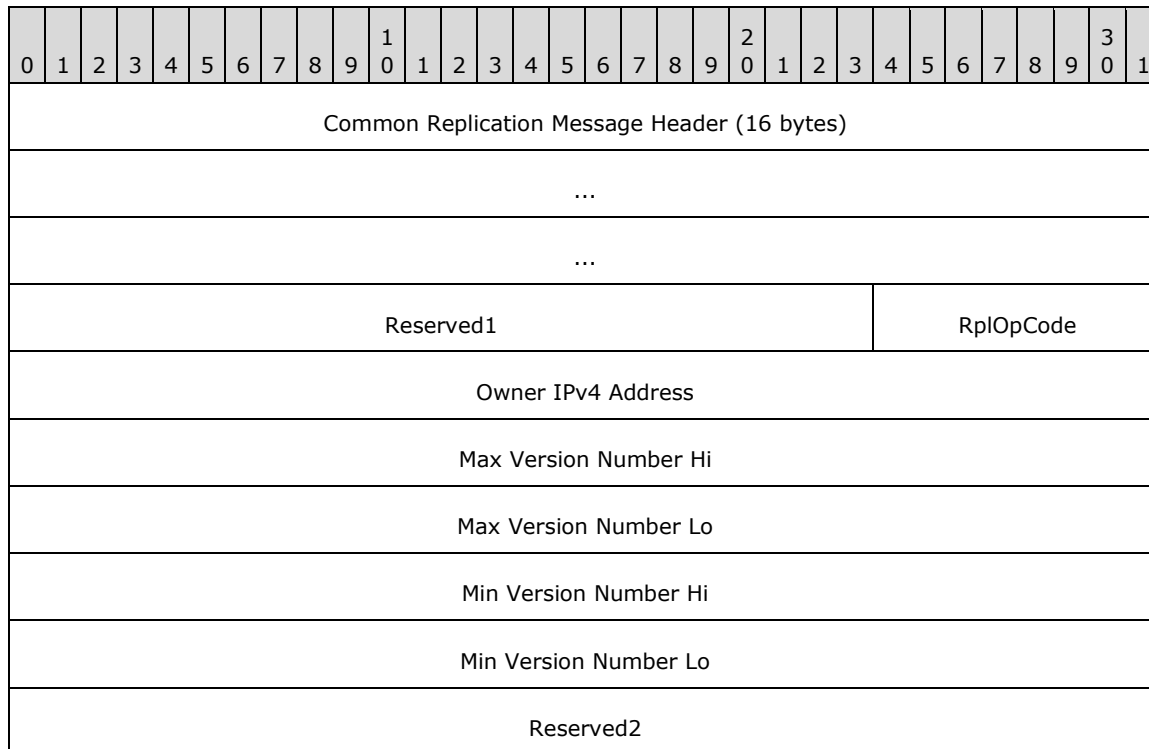 1 2 3
0 1 2 3 4 5 6 7 8 9 0 1 2 3 4 5 6 7 8 9 0 1 2 3 4 5 6 7 8 9 0 1
Common Replication Message Header (16 bytes)
...
...
Reserved1 RplOpCode
Owner IPv4 Address
Max Version Number Hi
Max Version Number Lo
Min Version Number Hi
Min Version Number Lo
Reserved2